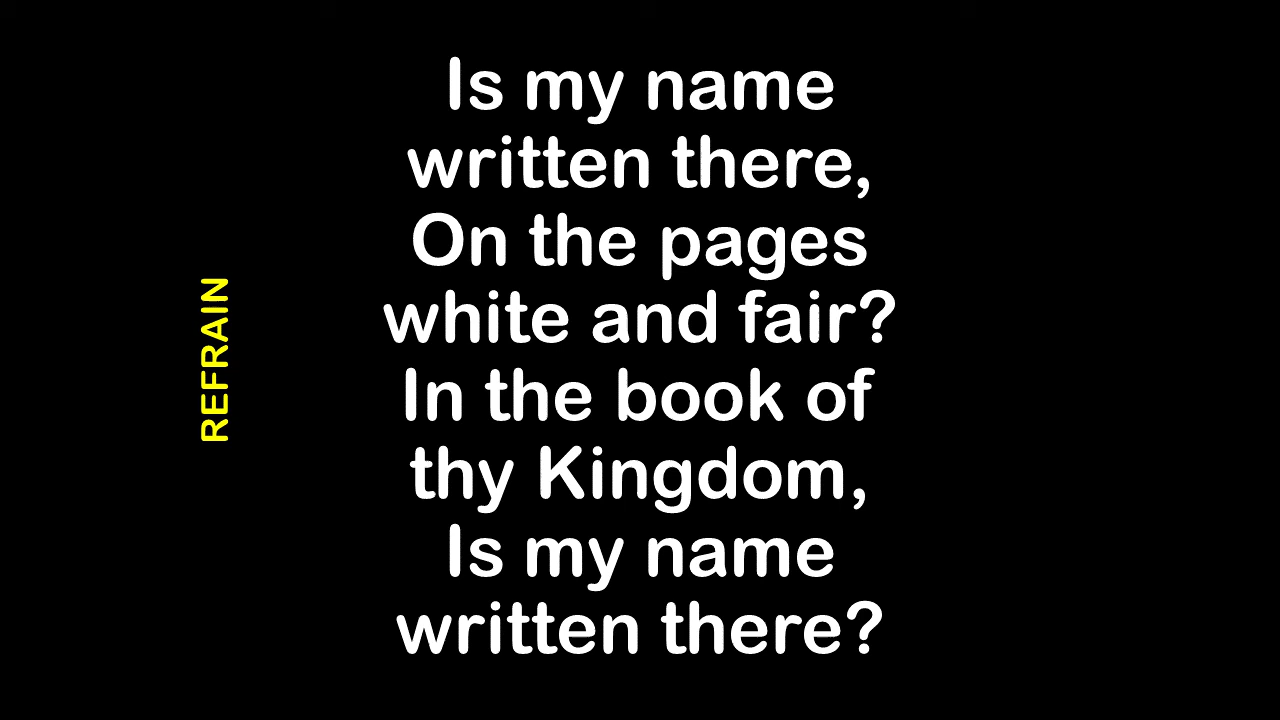 REFRAIN
Is my name
written there,
On the pages
white and fair?
In the book of
thy Kingdom,
Is my name
written there?